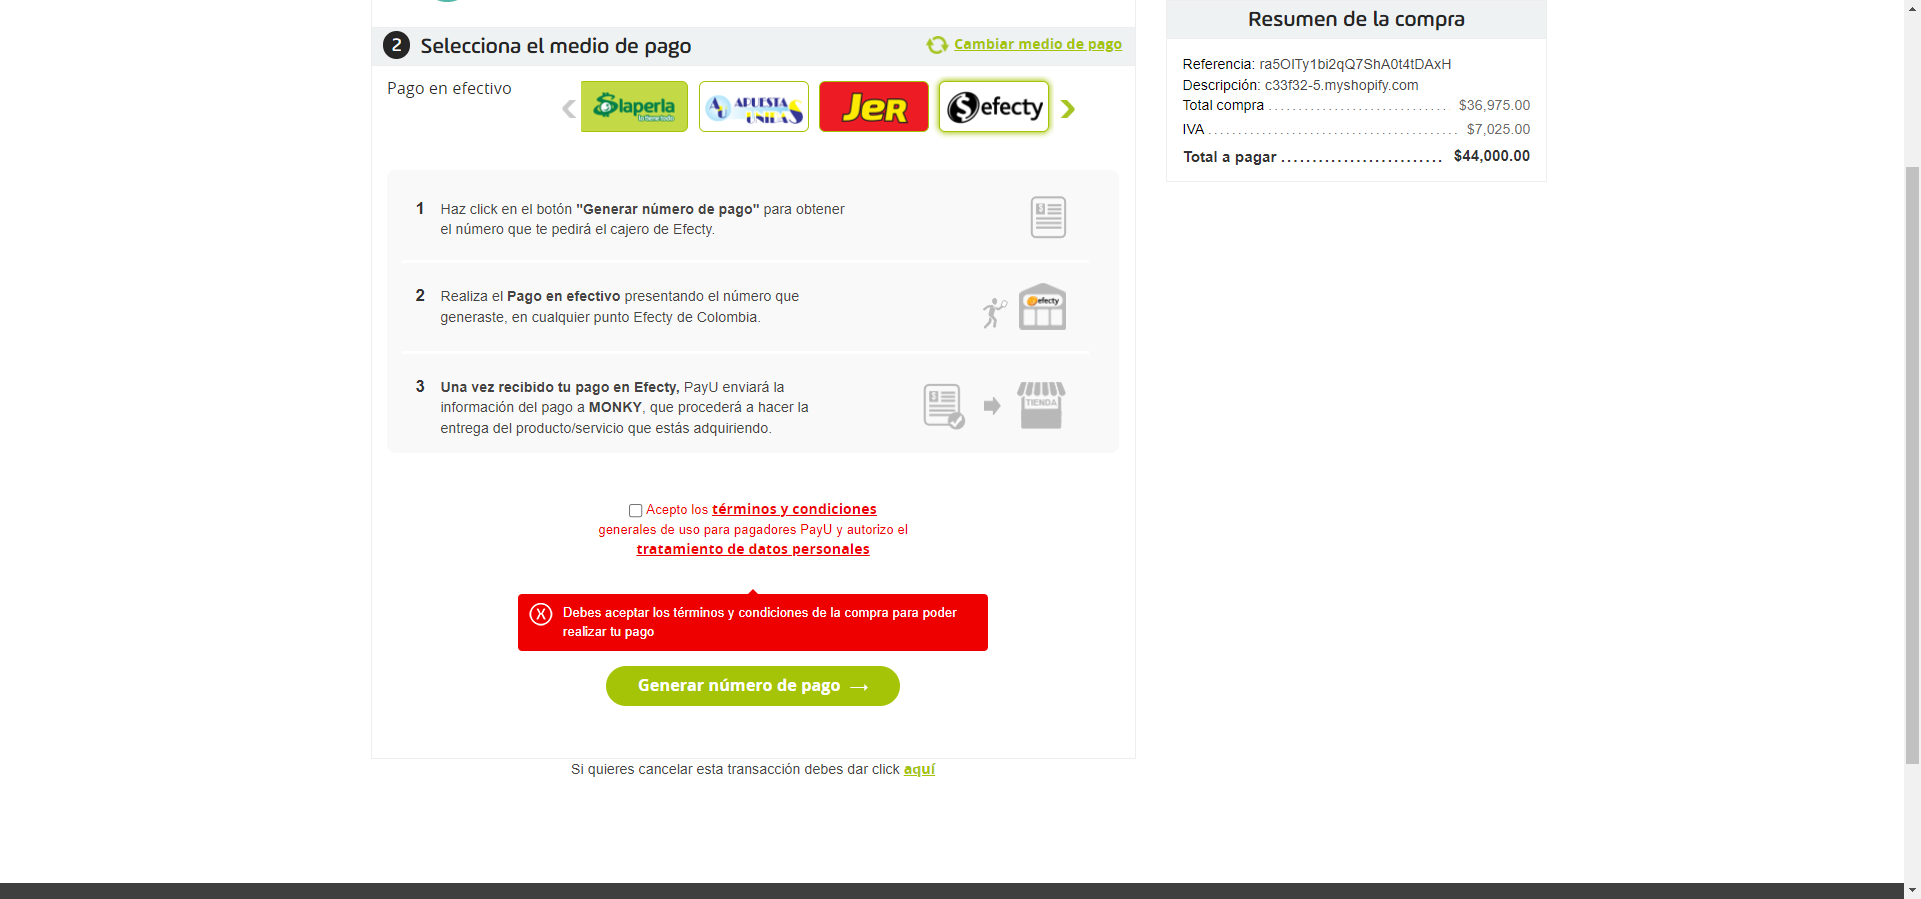 2 Selecciona el medio de pago
Cambiar medio de pago
Pago en efectivo
laperla
lo tiene todo
APUESTAS
UNIDAS
JeR
efecty
1 Haz click en el botón "Generar número de pago" para obtener
el número que te pedirá el cajero de Efecty.
2 Realiza el Pago en efectivo presentando el número que
generaste, en cualquier punto Efecty de Colombia.
efecty
3 Una vez recibido tu pago en Efecty, PayU enviará la
información del pago a MONKY, que procederá a hacer la
entrega del producto/servicio que estás adquiriendo.
TIENDA
Acepto los términos y condiciones
generales de uso para pagadores PayU y autorizo el
tratamiento de datos personales
Debes aceptar los términos y condiciones de la compra para poder
realizar tu pago
Generar número de pago →
Si quieres cancelar esta transacción debes dar click aquí
Resumen de la compra
Referencia: ra5OITy1bi2qQ7ShA0t4tDAxH
Descripción: c33f32-5.myshopify.com
Total compra $36,975.00
IVA $7,025.00
Total a pagar $44,000.00